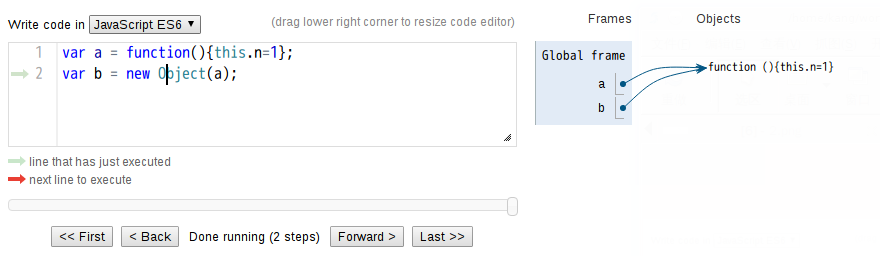 Write code in JavaScript ES6 (drag lower right corner to resize code editor)
1 var a = function(){this.n=1};
2 var b = new Object(a);
line that has just executed
next line to execute
<< First < Back Done running (2 steps) Forward > Last >>
Frames Objects
Global frame
a
b
function (){this.n=1}